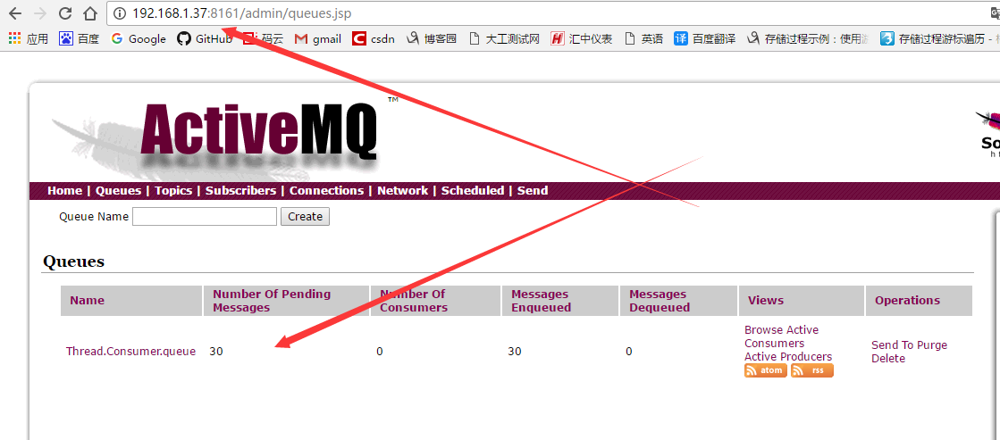 192.168.1.37:8161/admin/queues.jsp
应用 百度 Google GitHub 码云 gmail csdn 博客园 大工测试网 汇中仪表 英语 百度翻译 存储过程示例：使用游 存储过程游标遍历 -
ActiveMQ™
So
Home | Queues | Topics | Subscribers | Connections | Network | Scheduled | Send
Queue Name Create
Queues
Name Number Of Pending Messages Number Of Consumers Messages Enqueued Messages Dequeued Views Operations
Thread.Consumer.queue 30 0 30 0
Browse Active
Consumers
Active Producers
atom rss
Send To Purge
Delete